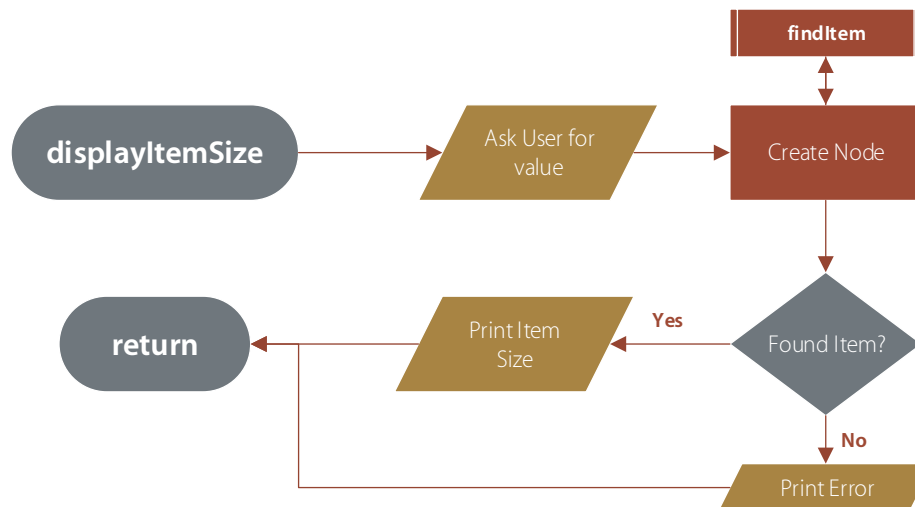 findItem
displayItemSize
Ask User for
value
Create Node
return
Print Item
Size
Yes
Found Item?
No
Print Error